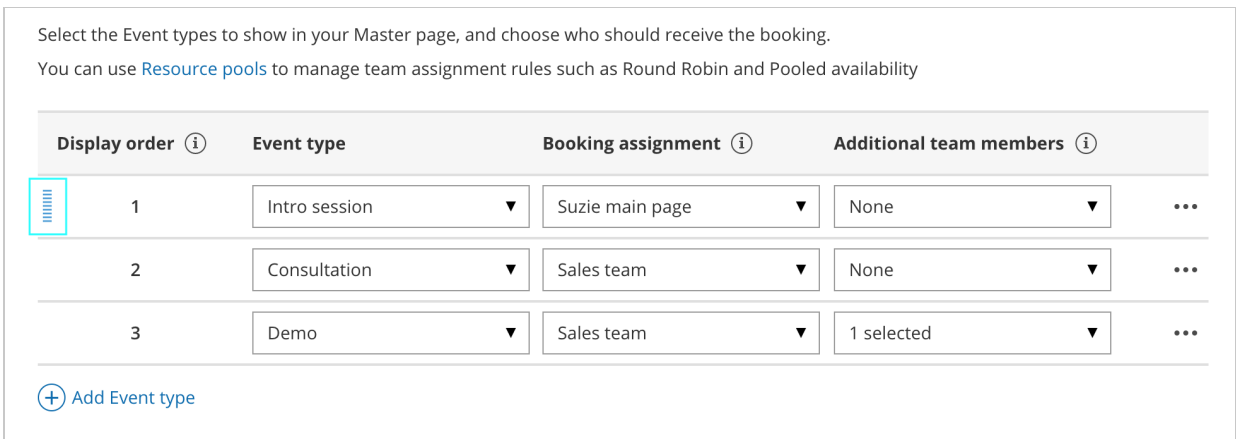 Select the Event types to show in your Master page, and choose who should receive the booking.
You can use Resource pools to manage team assignment rules such as Round Robin and Pooled availability
Display order Event type Booking assignment Additional team members
1 Intro session Suzie main page None
2 Consultation Sales team None
3 Demo Sales team 1 selected
Add Event type